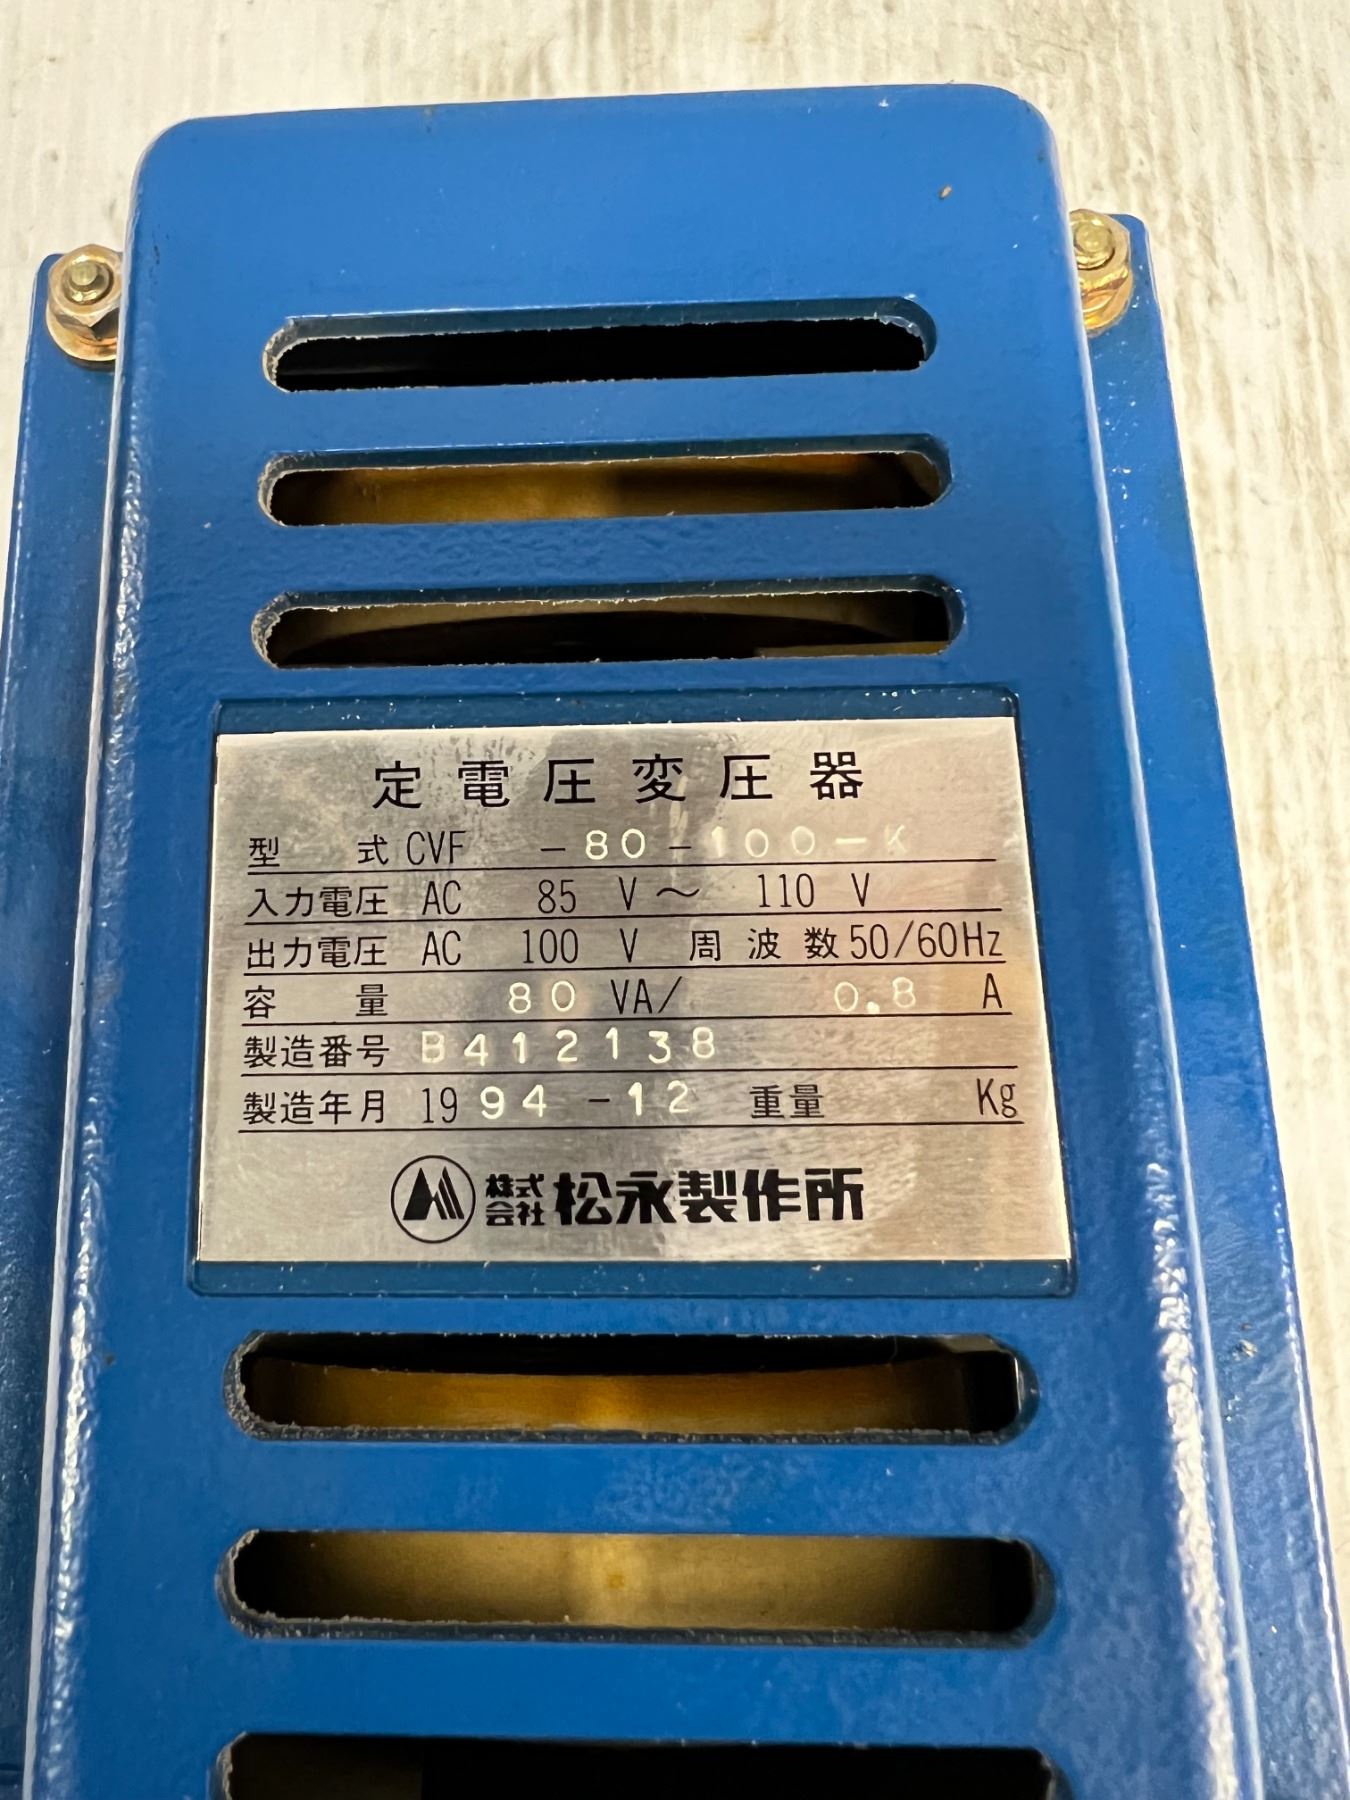 定電圧変圧器
型式 CVF -80-100-K
入力電圧 AC 85 V～ 110 V
出力電圧 AC 100 V 周波数 50/60Hz
容量 80 VA/ 0.8 A
製造番号 B412138
製造年月 1994-12 重量 Kg
株式会社 松永製作所